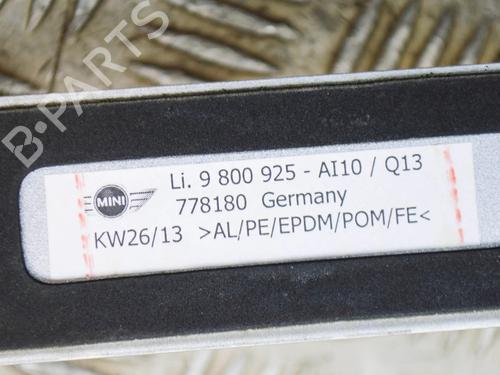 B-PARTS
MINI
Li. 9 800 925 - AI10 / Q13
778180 Germany
KW26/13 >AL/PE/EPDM/POM/FE<